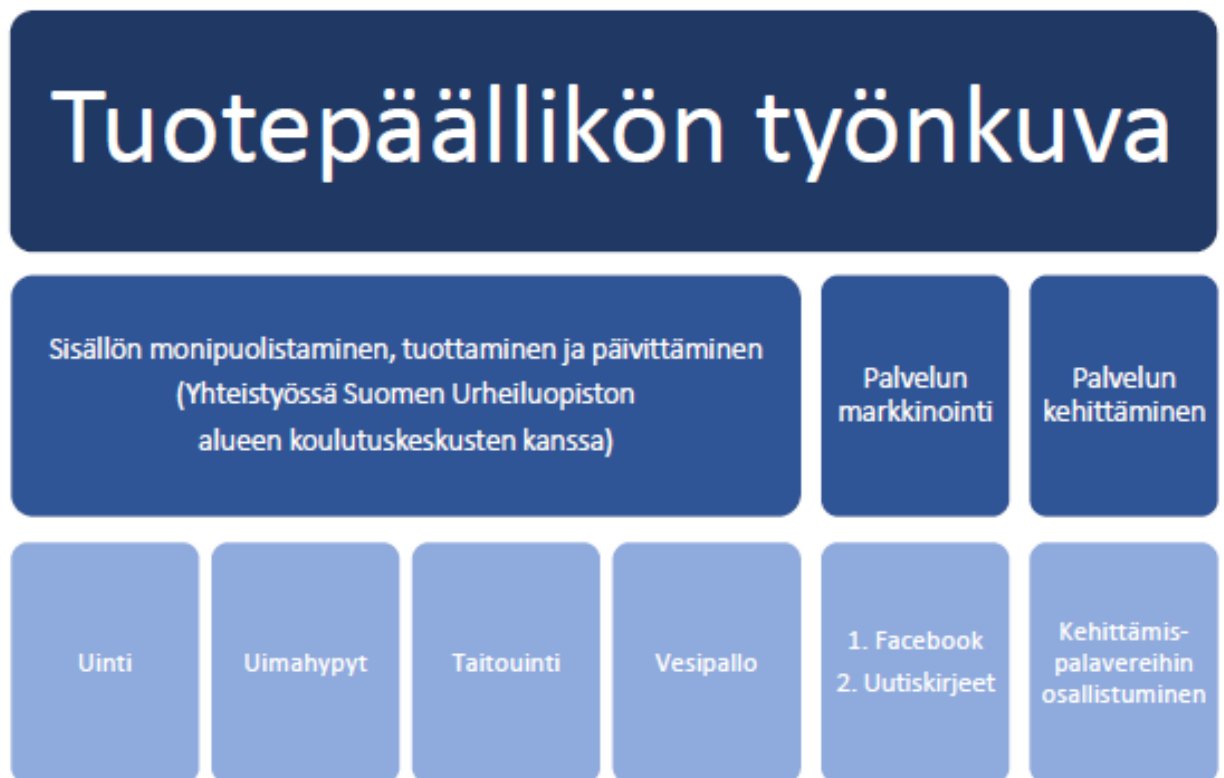 Tuotepäällikön työnkuva
Sisällön monipuolistaminen, tuottaminen ja päivittäminen
(Yhteistyössä Suomen Urheiluopiston
alueen koulutuskeskusten kanssa)
Palvelun
markkinointi
Palvelun
kehittäminen
Uinti
Uimahypyt
Taitouinti
Vesipallo
1. Facebook
2. Uutiskirjeet
Kehittämis-
palavereihin
osallistuminen